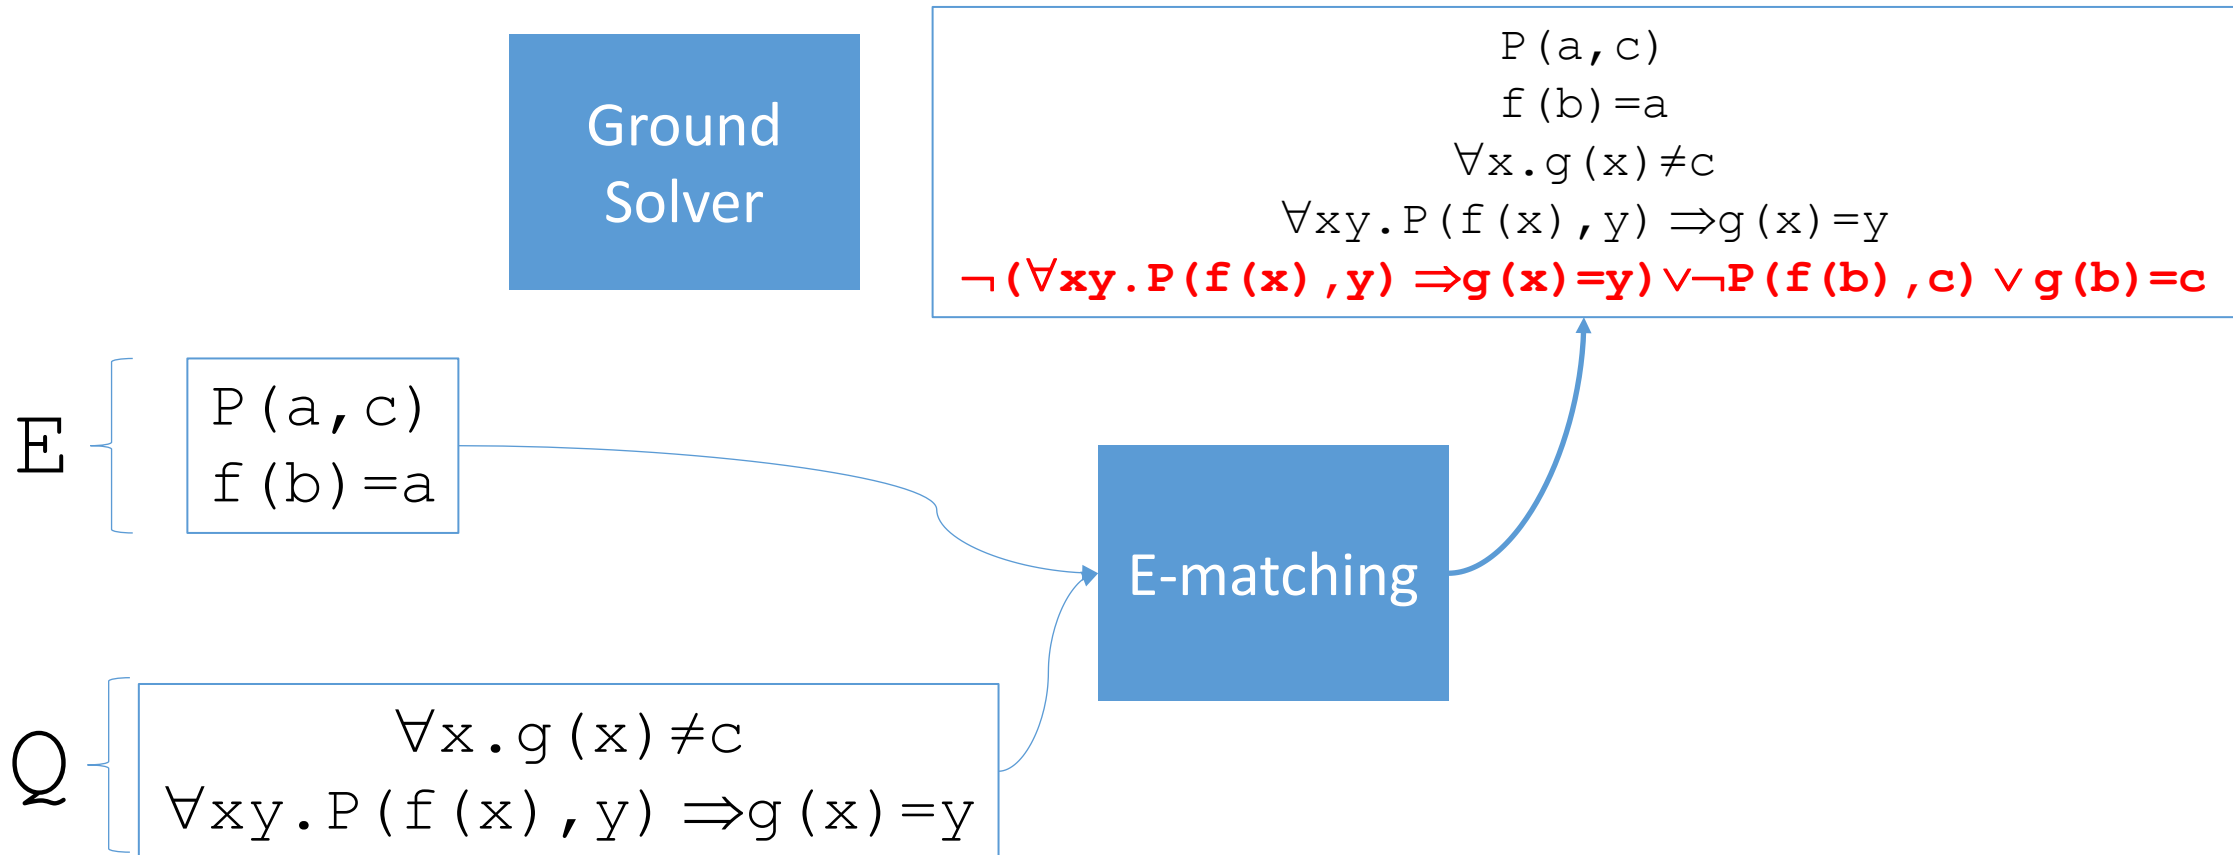 Ground
Solver
P(a,c)
f(b)=a
∀x.g(x)≠c
∀xy.P(f(x),y)⇒g(x)=y
¬(∀xy.P(f(x),y)⇒g(x)=y)∨¬P(f(b),c)∨g(b)=c
E
P(a,c)
f(b)=a
E-matching
Q
∀x.g(x)≠c
∀xy.P(f(x),y)⇒g(x)=y